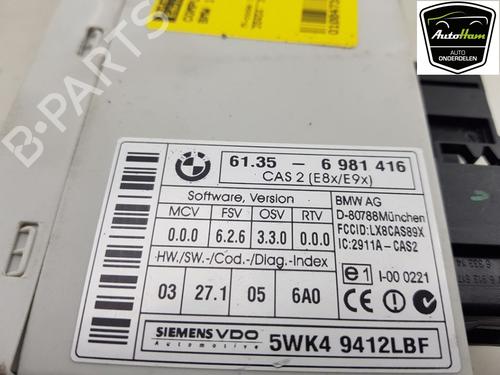 AutoHam
AUTO
ONDERDELEN
BMW
61.35 - 6 981 416
CAS 2 (E8x/E9x)
Software, Version
MCV FSV OSV RTV
0.0.0 6.2.6 3.3.0 0.0.0
HW./SW.-/Cod.-/Diag.-Index
03 27.1 05 6A0
BMW AG
D-80788München
FCCID:LX8CAS89X
IC:2911A-CAS2
e1 I-00 0221
CE
SIEMENS VDO
Automotive
5WK4 9412LBF